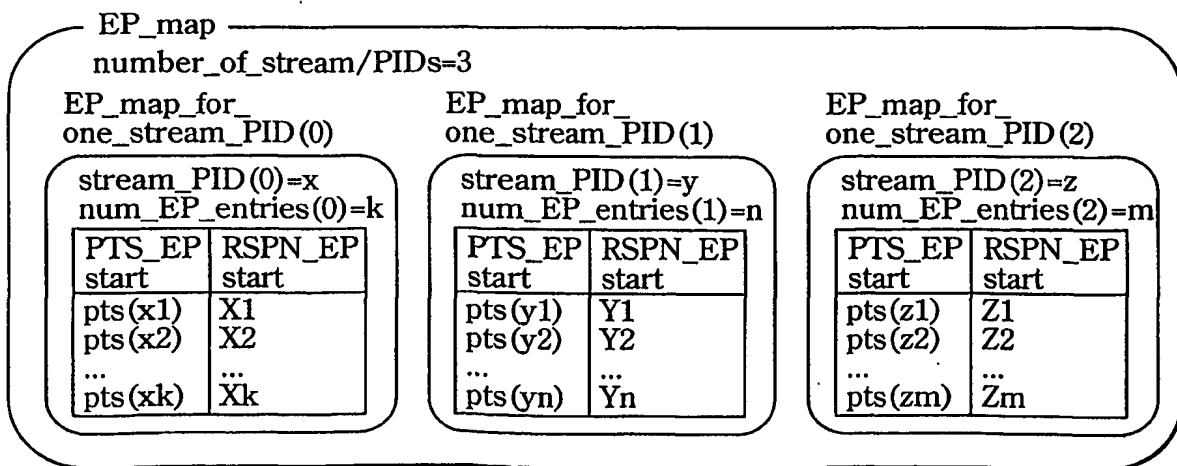 EP_map
number_of_stream/PIDs=3
EP_map_for_
one_stream_PID(0)
stream_PID(0)=x
num_EP_entries(0)=k
PTS_EP RSPN_EP
start start
pts(x1) X1
pts(x2) X2
... ...
pts(xk) Xk
EP_map_for_
one_stream_PID(1)
stream_PID(1)=y
num_EP_entries(1)=n
PTS_EP RSPN_EP
start start
pts(y1) Y1
pts(y2) Y2
... ...
pts(yn) Yn
EP_map_for_
one_stream_PID(2)
stream_PID(2)=z
num_EP_entries(2)=m
PTS_EP RSPN_EP
start start
pts(z1) Z1
pts(z2) Z2
... ...
pts(zm) Zm